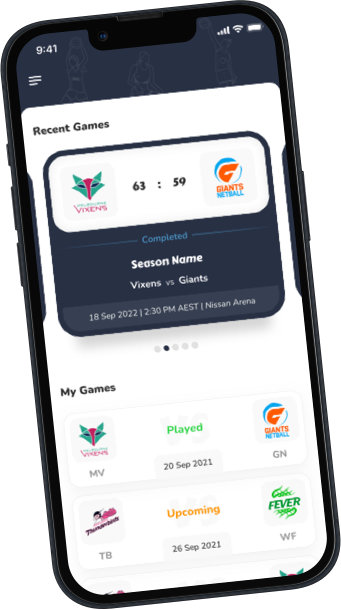 9:41
Recent Games
MELBOURNE
VIXENS
63 : 59
GIANTS
NETBALL
Completed
Season Name
Vixens vs Giants
18 Sep 2022 | 2:30 PM AEST | Nissan Arena
My Games
VIXENS
Played
GIANTS
NETBALL
MV
20 Sep 2021
GN
Thunderbirds
Upcoming
FEVER
TB
26 Sep 2021
WF